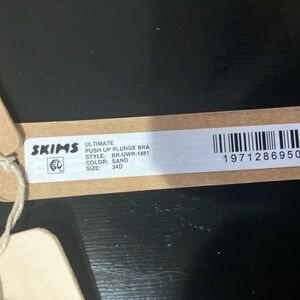 SKIMS
ULTIMATE
PUSH UP PLUNGE BRA
STYLE: BR-UWR-1881
COLOR: SAND
SIZE: 34D
1971286950